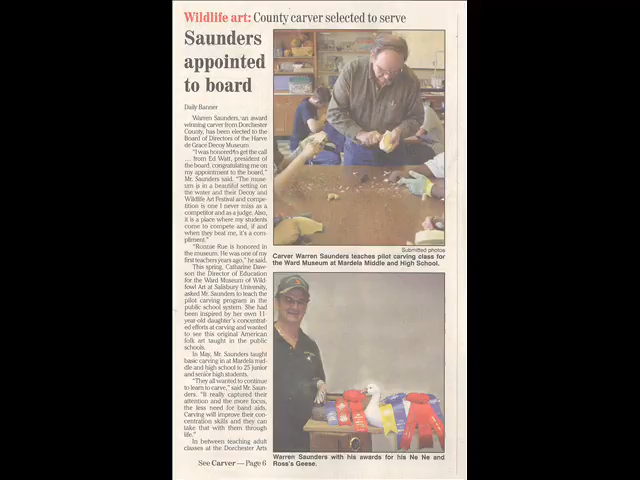 Wildlife art: County carver selected to serve
Saunders
appointed
to board
Daily Banner
Warren Saunders, an award
winning carver from Dorchester
County, has been elected to the
Board of Directors of the Harve
de Grace Decoy Museum.
"I was honored to get the call
... from Ed Watt, president of
the board, congratulating me on
my appointment to the board,"
Mr. Saunders said. "The muse-
um is in a beautiful setting on
the water and their Decoy and
Wildlife Art Festival and compe-
tition is one I never miss as a
competitor and as a judge. Also,
it is a place where my students
come to compete and, if and
when they beat me, it's a com-
pliment."
"Ronnie Rue is honored in the
museum. He was one of my
first teachers years ago," he said.
This spring, Catharine Daw-
son the Director of Education
for the Ward Museum of Wild-
fowl Art at Salisbury University,
asked Mr. Saunders to teach the
pilot carving program in the
public school system. She had
been inspired by her own 11-
year-old daughter's concentrat-
ed efforts at carving and wanted
to see this original American
folk art taught in the public
schools.
In May, Mr. Saunders taught
basic carving in at Mardela mid-
dle and high school to 25 junior
and senior high students.
"They all wanted to continue
to learn to carve," said Mr. Saun-
ders. "It really captured their
attention and the more focus,
the less need for band aids.
Carving will improve their con-
centration skills and they can
take that with them through
life."
In between teaching adult
classes at the Dorchester Arts
See Carver — Page 6
Submitted photos
Carver Warren Saunders teaches pilot carving class for
the Ward Museum at Mardela Middle and High School.
Warren Saunders with his awards for his Ne Ne and
Ross's Geese.